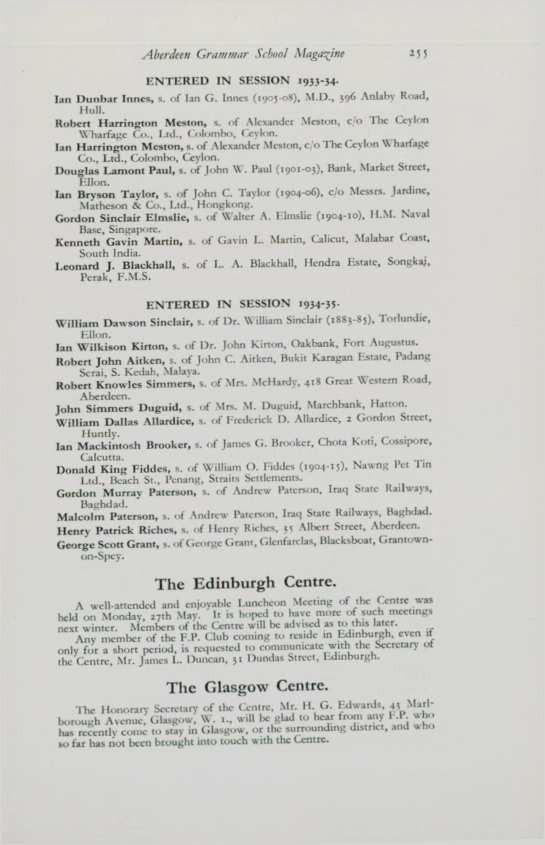 Aberdeen Grammar School Magazine 255
ENTERED IN SESSION 1933-34.
Ian Dunbar Innes, s. of Ian G. Innes (1905-08), M.D., 396 Anlaby Road,
Hull.
Robert Harrington Meston, s. of Alexander Meston, c/o The Ceylon
Wharfage Co., Ltd., Colombo, Ceylon.
Ian Harrington Meston, s. of Alexander Meston, c/o The Ceylon Wharfage
Co., Ltd., Colombo, Ceylon.
Douglas Lamont Paul, s. of John W. Paul (1901-03), Bank, Market Street,
Ellon.
Ian Bryson Taylor, s. of John C. Taylor (1904-06), c/o Messrs. Jardine,
Matheson & Co., Ltd., Hongkong.
Gordon Sinclair Elmslie, s. of Walter A. Elmslie (1904-10), H.M. Naval
Base, Singapore.
Kenneth Gavin Martin, s. of Gavin L. Martin, Calicut, Malabar Coast,
South India.
Leonard J. Blackhall, s. of L. A. Blackhall, Hendra Estate, Songkaj,
Perak, F.M.S.
ENTERED IN SESSION 1934-35.
William Dawson Sinclair, s. of Dr. William Sinclair (1883-85), Torlundie,
Ellon.
Ian Wilkison Kirton, s. of Dr. John Kirton, Oakbank, Fort Augustus.
Robert John Aitken, s. of John C. Aitken, Bukit Karagan Estate, Padang
Serai, S. Kedah, Malaya.
Robert Knowles Simmers, s. of Mrs. McHardy, 418 Great Western Road,
Aberdeen.
John Simmers Duguid, s. of Mrs. M. Duguid, Marchbank, Hatton.
William Dallas Allardice, s. of Frederick D. Allardice, 2 Gordon Street,
Huntly.
Ian Mackintosh Brooker, s. of James G. Brooker, Chota Koti, Cossipore,
Calcutta.
Donald King Fiddes, s. of William O. Fiddes (1904-15), Nawng Pet Tin
Ltd., Beach St., Penang, Straits Settlements.
Gordon Murray Paterson, s. of Andrew Paterson, Iraq State Railways,
Baghdad.
Malcolm Paterson, s. of Andrew Paterson, Iraq State Railways, Baghdad.
Henry Patrick Riches, s. of Henry Riches, 35 Albert Street, Aberdeen.
George Scott Grant, s. of George Grant, Glenfarclas, Blacksboat, Grantown-
on-Spey.
The Edinburgh Centre.
A well-attended and enjoyable Luncheon Meeting of the Centre was
held on Monday, 27th May. It is hoped to have more of such meetings
next winter. Members of the Centre will be advised as to this later.
Any member of the F.P. Club coming to reside in Edinburgh, even if
only for a short period, is requested to communicate with the Secretary of
the Centre, Mr. James L. Duncan, 31 Dundas Street, Edinburgh.
The Glasgow Centre.
The Honorary Secretary of the Centre, Mr. H. G. Edwards, 45 Marl-
borough Avenue, Glasgow, W. 1., will be glad to hear from any F.P. who
has recently come to stay in Glasgow, or the surrounding district, and who
so far has not been brought into touch with the Centre.